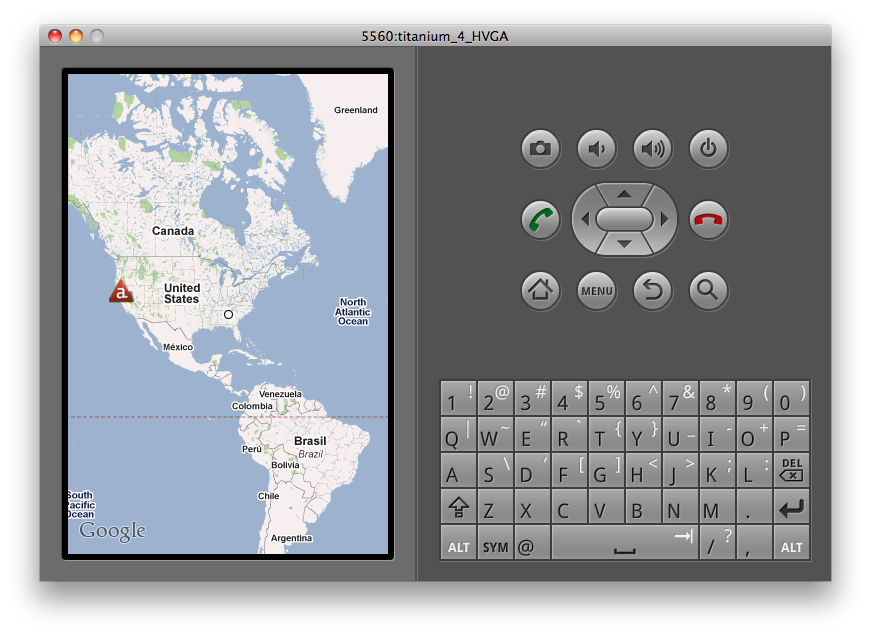 5560:titanium_4_HVGA
Greenland
Canada
a
United
States
North
Atlantic
Ocean
México
Venezuela
Colombia
Brasil
Brazil
Perú
Bolivia
Chile
South
acific
Ocean
Google
Argentina
MENU
1 ! 2 @ 3 # 4 $ 5 % 6 ^ 7 & 8 * 9 ( 0 )
Q | W ~ E “ R ` T { Y } U _ I - O + P =
A S \ D ‘ F [ G ] H < J > K ; L : DEL
Z X C V B N M .
ALT SYM @ / ? , ALT